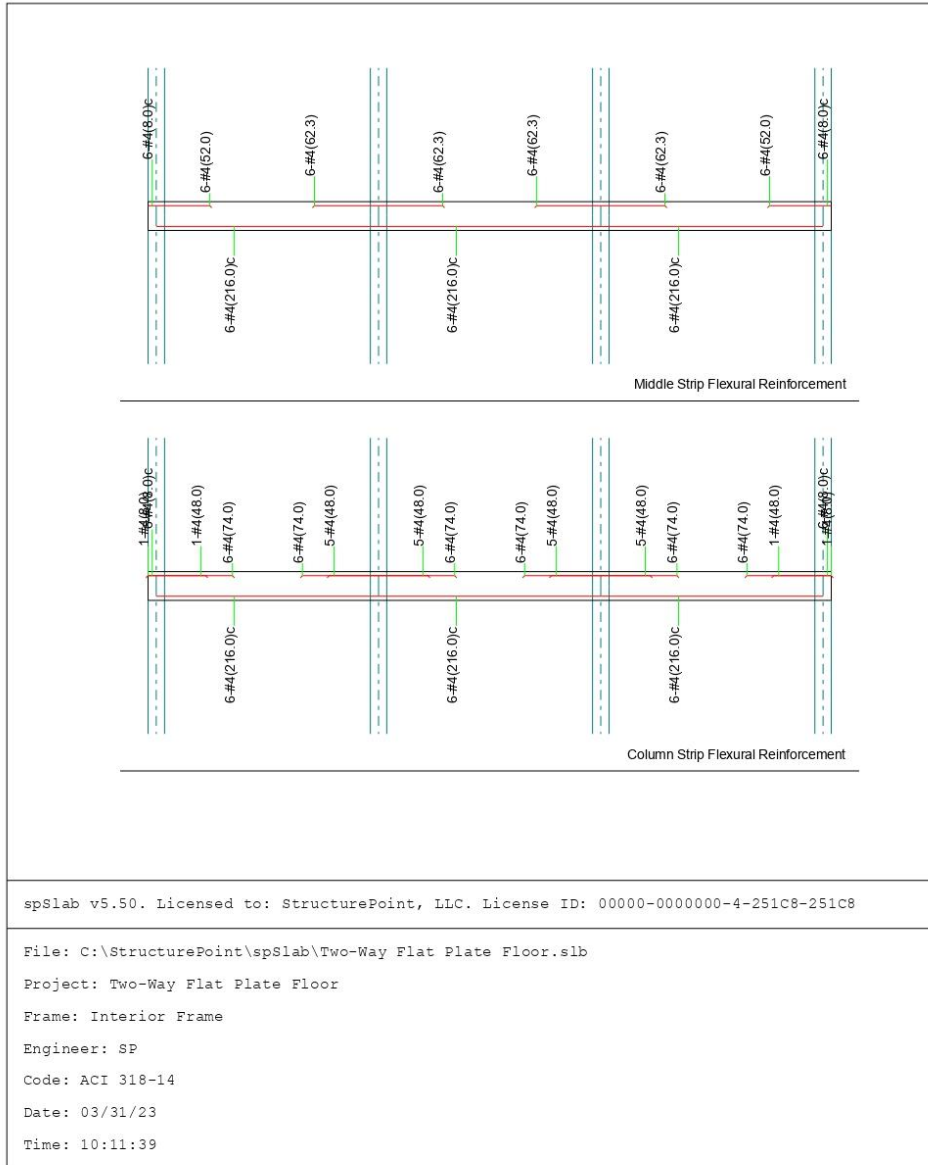 6-#4(8.0)c
6-#4(52.0)
6-#4(62.3)
6-#4(62.3)
6-#4(62.3)
6-#4(62.3)
6-#4(52.0)
6-#4(8.0)c
6-#4(216.0)c
6-#4(216.0)c
6-#4(216.0)c
Middle Strip Flexural Reinforcement
1-#4(48.0)
6-#4(74.0)
6-#4(74.0)
5-#4(48.0)
5-#4(48.0)
6-#4(74.0)
6-#4(74.0)
5-#4(48.0)
5-#4(48.0)
6-#4(74.0)
6-#4(74.0)
1-#4(48.0)
6-#4(216.0)c
6-#4(216.0)c
6-#4(216.0)c
Column Strip Flexural Reinforcement
spSlab v5.50. Licensed to: StructurePoint, LLC. License ID: 00000-0000000-4-251C8-251C8
File: C:\StructurePoint\spSlab\Two-Way Flat Plate Floor.slb
Project: Two-Way Flat Plate Floor
Frame: Interior Frame
Engineer: SP
Code: ACI 318-14
Date: 03/31/23
Time: 10:11:39